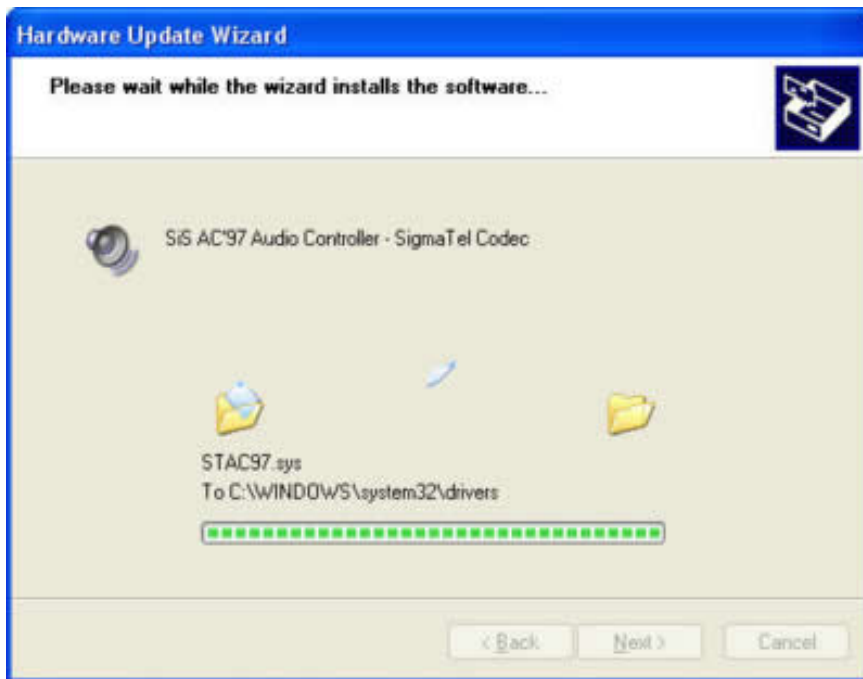 Hardware Update Wizard
Please wait while the wizard installs the software...
SiS AC'97 Audio Controller - SigmaTel Codec
STAC97.sys
To C:\WINDOWS\system32\drivers
< Back Next > Cancel